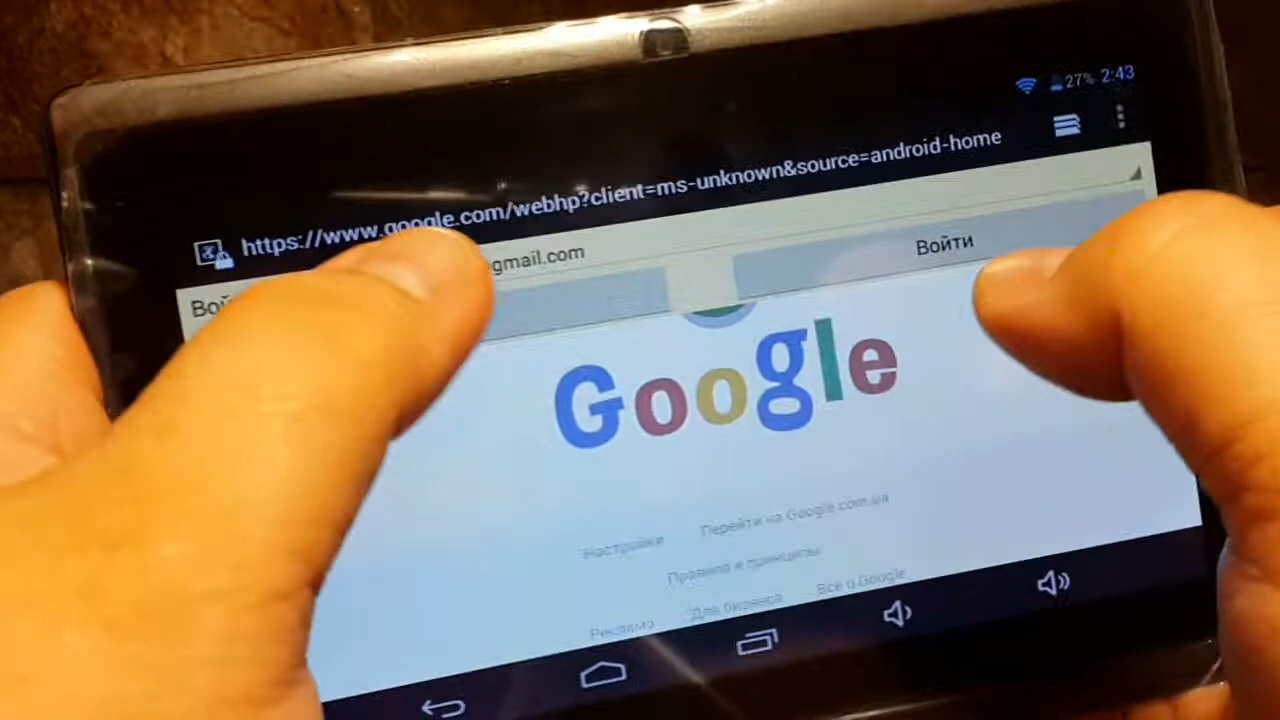 27% 2:43
https://www.google.com/webhp?client=ms-unknown&source=android-home
gmail.com
Войти
Google
Настройки Перейти на Google.com.ua
Правила и принципы
Реклама Для бизнеса Всё о Google